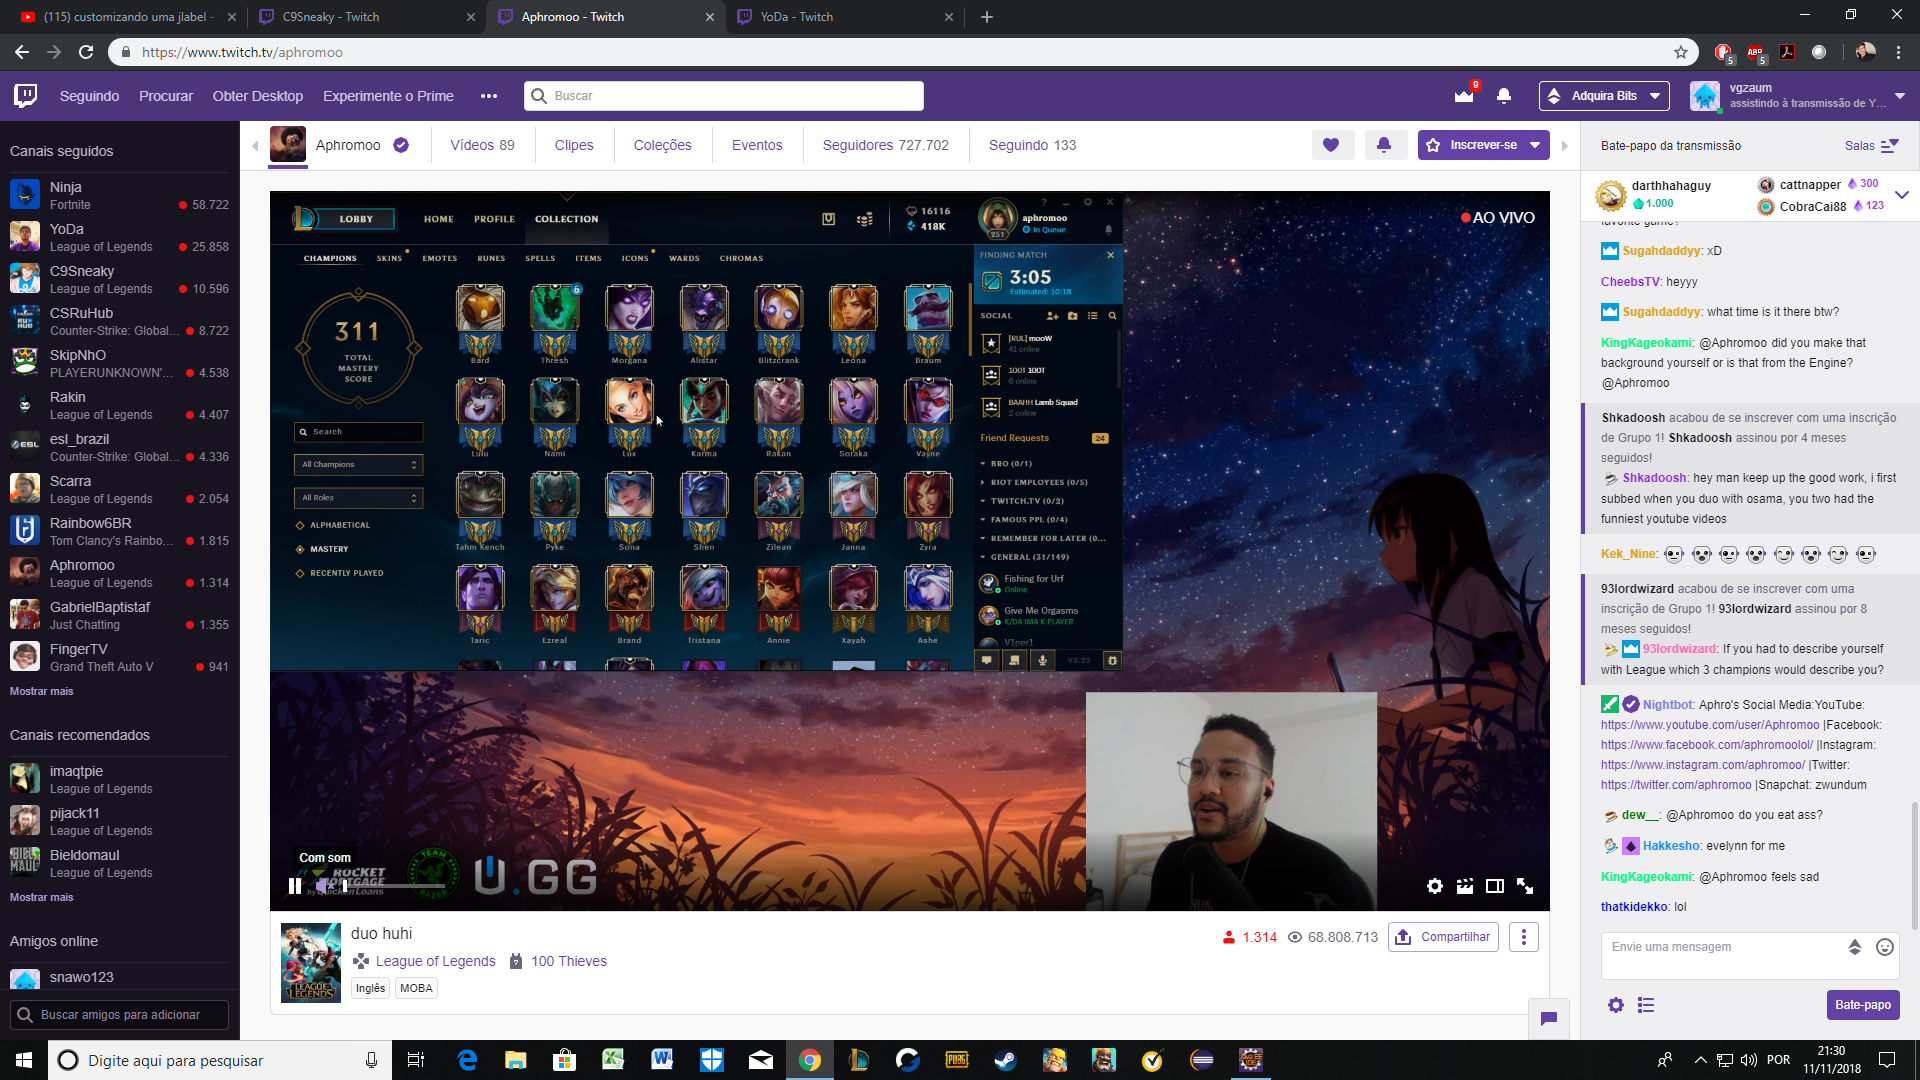 (115) customizando uma jlabel -
C9Sneaky - Twitch
Aphromoo - Twitch
YoDa - Twitch
https://www.twitch.tv/aphromoo
Seguindo
Procurar
Obter Desktop
Experimente o Prime
Buscar
9
Adquira Bits
vgzaum
assistindo à transmissão de Y...
Canais seguidos
Ninja
Fortnite
58.722
YoDa
League of Legends
25.858
C9Sneaky
League of Legends
10.596
CSRuHub
Counter-Strike: Global...
8.722
SkipNhO
PLAYERUNKNOWN'...
4.538
Rakin
League of Legends
4.407
esl_brazil
Counter-Strike: Global...
4.336
Scarra
League of Legends
2.054
Rainbow6BR
Tom Clancy's Rainbo...
1.815
Aphromoo
League of Legends
1.314
GabrielBaptistaf
Just Chatting
1.355
FingerTV
Grand Theft Auto V
941
Mostrar mais
Canais recomendados
imaqtpie
League of Legends
pijack11
League of Legends
Bieldomaul
League of Legends
Mostrar mais
Amigos online
snawo123
Buscar amigos para adicionar
Aphromoo
Vídeos 89
Clipes
Coleções
Eventos
Seguidores 727.702
Seguindo 133
Inscrever-se
LOBBY
HOME
PROFILE
COLLECTION
16116
418K
aphromoo
In Queue
251
AO VIVO
CHAMPIONS
SKINS
EMOTES
RUNES
SPELLS
ITEMS
ICONS
WARDS
CHROMAS
FINDING MATCH
3:05
Estimated: 10:18
311
TOTAL
MASTERY
SCORE
Search
All Champions
All Roles
ALPHABETICAL
MASTERY
RECENTLY PLAYED
6
Bard
Thresh
Morgana
Alistar
Blitzcrank
Leona
Braum
Lulu
Nami
Lux
Karma
Rakan
Soraka
Vayne
Tahm Kench
Pyke
Sona
Shen
Zilean
Janna
Zyra
Taric
Ezreal
Brand
Tristana
Annie
Xayah
Ashe
SOCIAL
[RUL] mooW
41 online
100T 100T
6 online
BAAHH Lamb Squad
2 online
Friend Requests
24
BRO (0/1)
RIOT EMPLOYEES (0/5)
TWITCH.TV (0/2)
FAMOUS PPL (0/4)
REMEMBER FOR LATER (0...
GENERAL (31/149)
Fishing for Urf
Online
Give Me Orgasms
K/DA IMA K PLAYER
V1per1
V8.22
Com som
ROCKET
MORTGAGE
by Quicken Loans
TEAM
U.GG
duo huhi
League of Legends
100 Thieves
Inglês
MOBA
1.314
68.808.713
Compartilhar
Bate-papo da transmissão
Salas
darthhahaguy
1.000
cattnapper
300
CobraCai88
123
favorite game?
Sugahdaddyy: xD
CheebsTV: heyyy
Sugahdaddyy: what time is it there btw?
KingKageokami: @Aphromoo did you make that
background yourself or is that from the Engine?
@Aphromoo
Shkadoosh acabou de se inscrever com uma inscrição
de Grupo 1! Shkadoosh assinou por 4 meses
seguidos!
Shkadoosh: hey man keep up the good work, i first
subbed when you duo with osama, you two had the
funniest youtube videos
Kek_Nine:
93lordwizard acabou de se inscrever com uma
inscrição de Grupo 1! 93lordwizard assinou por 8
meses seguidos!
93lordwizard: If you had to describe yourself
with League which 3 champions would describe you?
Nightbot: Aphro's Social Media:YouTube:
https://www.youtube.com/user/Aphromoo |Facebook:
https://www.facebook.com/aphromoolol/ |Instagram:
https://www.instagram.com/aphromoo/ |Twitter:
https://twitter.com/aphromoo |Snapchat: zwundum
dew__: @Aphromoo do you eat ass?
Hakkesho: evelynn for me
KingKageokami: @Aphromoo feels sad
thatkidekko: lol
Envie uma mensagem
Bate-papo
Digite aqui para pesquisar
POR
21:30
11/11/2018